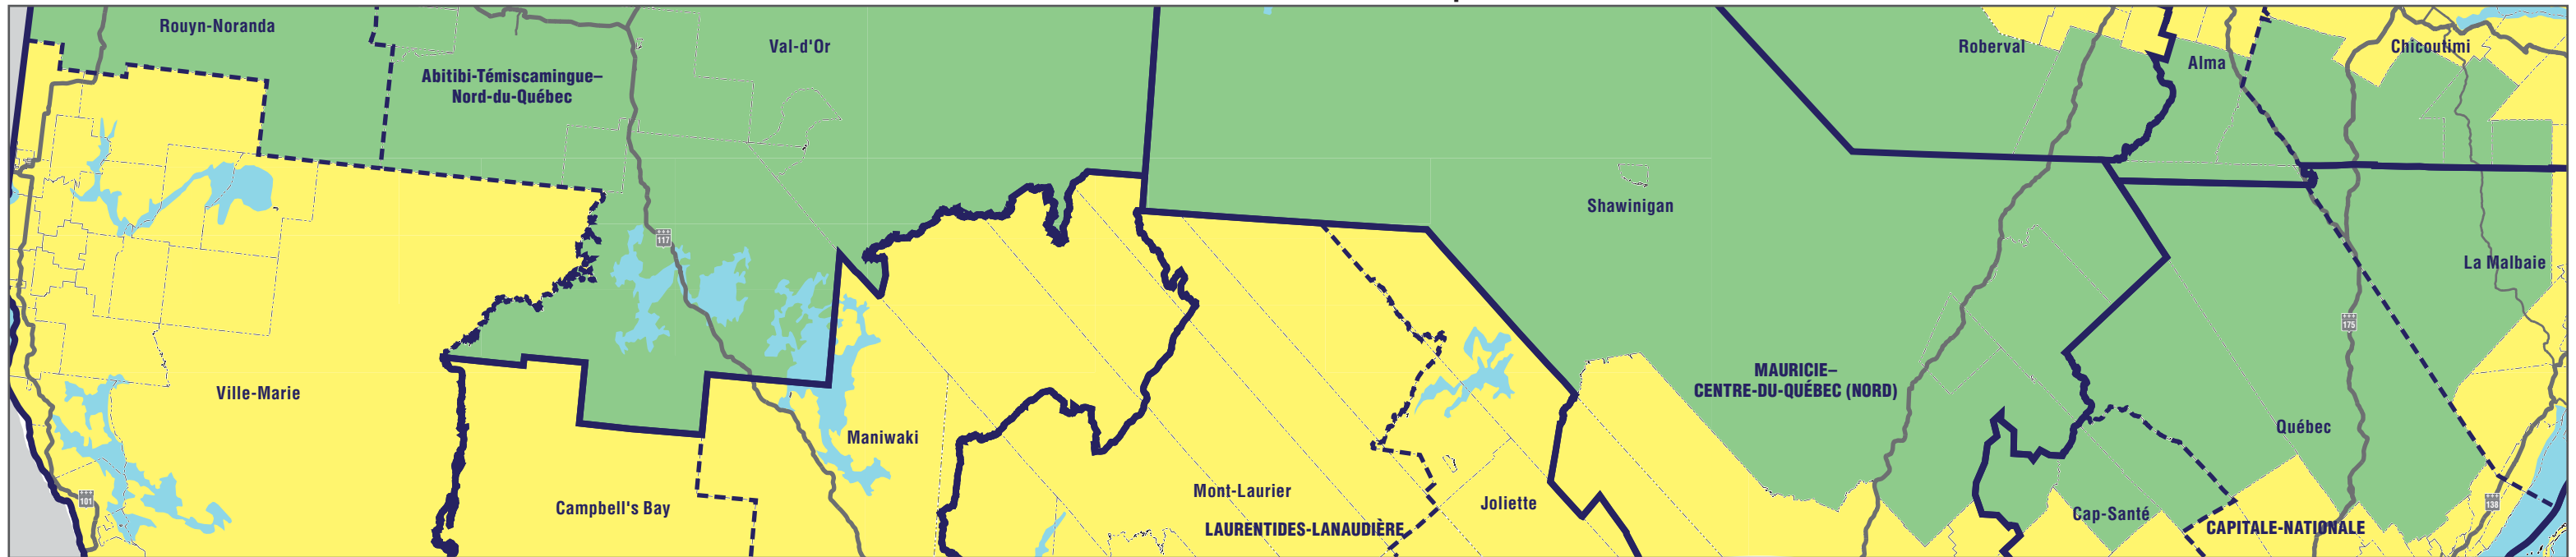 Rouyn-Noranda
Val-d'Or
Roberval
Alma
Chicoutimi
Abitibi-Témiscamingue–
Nord-du-Québec
Shawinigan
117
La Malbaie
175
Ville-Marie
MAURICIE–
CENTRE-DU-QUÉBEC (NORD)
Maniwaki
Québec
Mont-Laurier
101
Campbell's Bay
Joliette
138
Cap-Santé
LAURENTIDES-LANAUDIÈRE
CAPITALE-NATIONALE